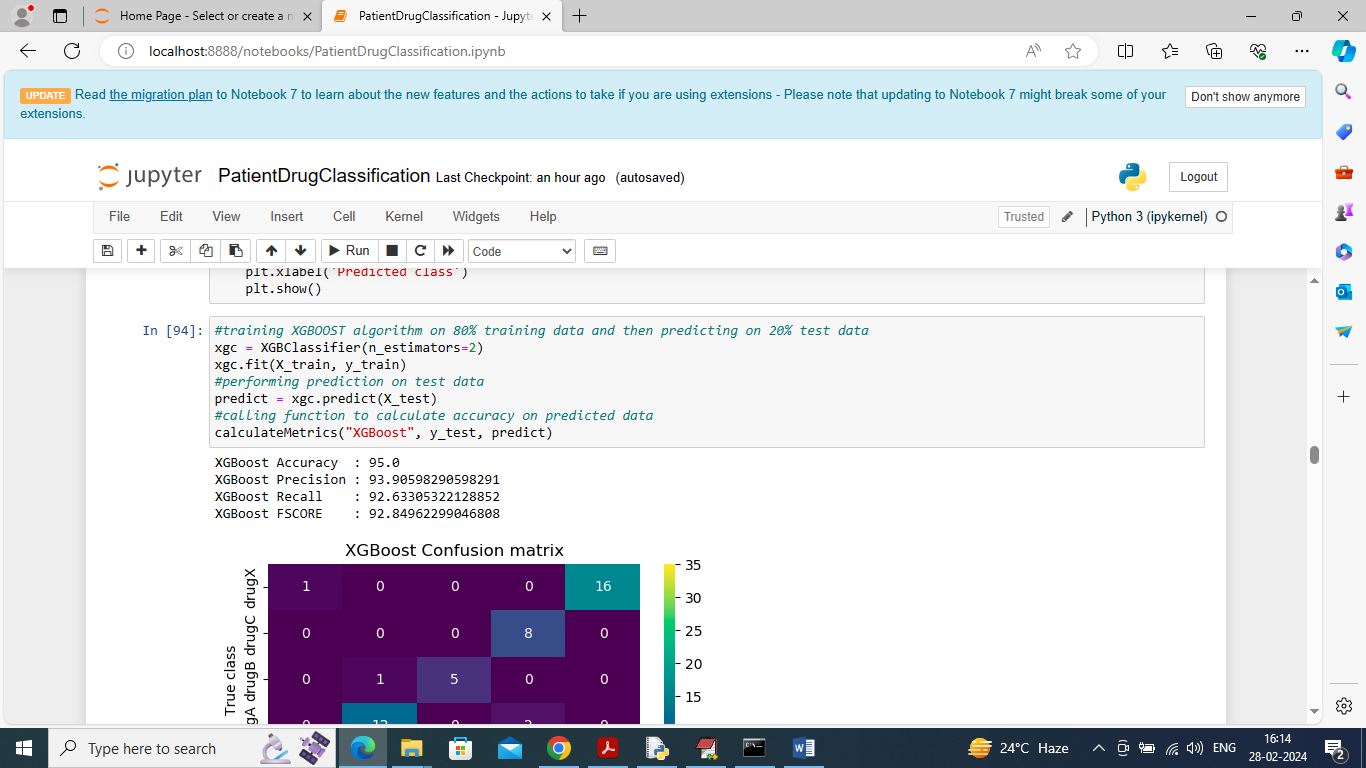 Home Page - Select or create a n
PatientDrugClassification - Jupyte
localhost:8888/notebooks/PatientDrugClassification.ipynb
UPDATE Read the migration plan to Notebook 7 to learn about the new features and the actions to take if you are using extensions - Please note that updating to Notebook 7 might break some of your
extensions.
Don't show anymore
jupyter PatientDrugClassification Last Checkpoint: an hour ago (autosaved)
Logout
File Edit View Insert Cell Kernel Widgets Help
Trusted Python 3 (ipykernel)
Run Code
plt.xlabel('Predicted class')
plt.show()
In [94]:
#training XGBOOST algorithm on 80% training data and then predicting on 20% test data
xgc = XGBClassifier(n_estimators=2)
xgc.fit(X_train, y_train)
#performing prediction on test data
predict = xgc.predict(X_test)
#calling function to calculate accuracy on predicted data
calculateMetrics("XGBoost", y_test, predict)
XGBoost Accuracy  : 95.0
XGBoost Precision : 93.90598290598291
XGBoost Recall    : 92.63305322128852
XGBoost FSCORE    : 92.84962299046808
XGBoost Confusion matrix
True class
drugX 1 0 0 0 16
drugC 0 0 0 8 0
drugB 0 1 5 0 0
gA 0 12 0 2 0
35
30
25
20
15
Type here to search
24°C Haze
ENG
16:14
28-02-2024
2